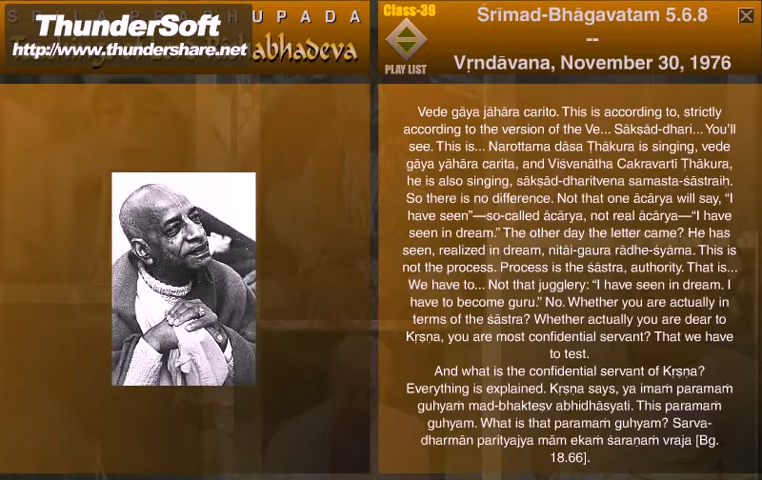 SRILA PRABHUPADA
ThunderSoft
http://www.thundershare.net
Teachings of Lord Rishabhadeva
Class-39
PLAY LIST
Śrīmad-Bhāgavatam 5.6.8
--
Vṛndāvana, November 30, 1976
Vede gāya jāhāra carito. This is according to, strictly
according to the version of the Ve... Sākṣād-dhari... You'll
see. This is... Narottama dāsa Ṭhākura is singing, vede
gāya yāhāra carita, and Viśvanātha Cakravartī Ṭhākura,
he is also singing, sākṣād-dharitvena samasta-śāstraiḥ.
So there is no difference. Not that one ācārya will say, “I
have seen”—so-called ācārya, not real ācārya—“I have
seen in dream.” The other day the letter came? He has
seen, realized in dream, nitāi-gaura rādhe-śyāma. This is
not the process. Process is the śāstra, authority. That is...
We have to... Not that jugglery: “I have seen in dream. I
have to become guru.” No. Whether you are actually in
terms of the śāstra? Whether actually you are dear to
Kṛṣṇa, you are most confidential servant? That we have
to test.
And what is the confidential servant of Kṛṣṇa?
Everything is explained. Kṛṣṇa says, ya imaṁ paramaṁ
guhyaṁ mad-bhakteṣv abhidhāsyati. This paramaṁ
guhyam. What is that paramaṁ guhyam? Sarva-
dharmān parityajya mām ekaṁ śaraṇaṁ vraja [Bg.
18.66].